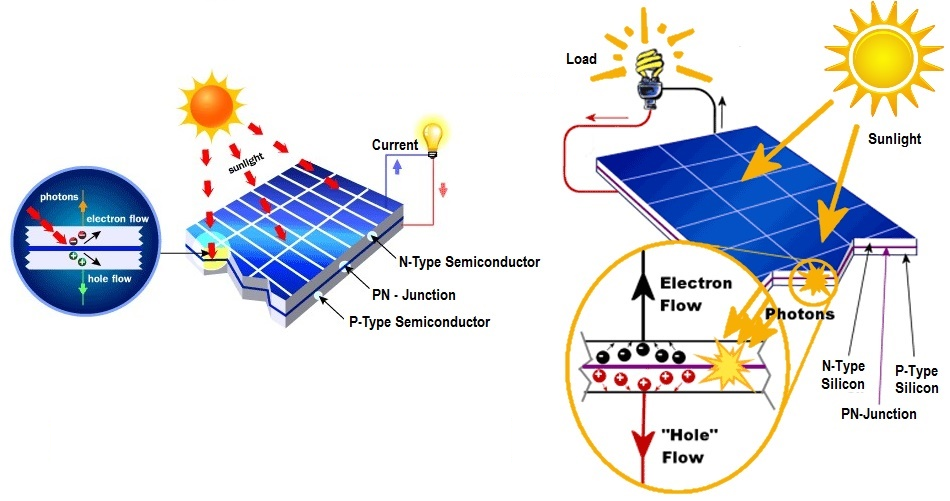 photons
electron flow
hole flow
sunlight
Current
N-Type Semiconductor
PN - Junction
P-Type Semiconductor
Load
Sunlight
Electron
Flow
Photons
"Hole"
Flow
N-Type
Silicon
P-Type
Silicon
PN-Junction